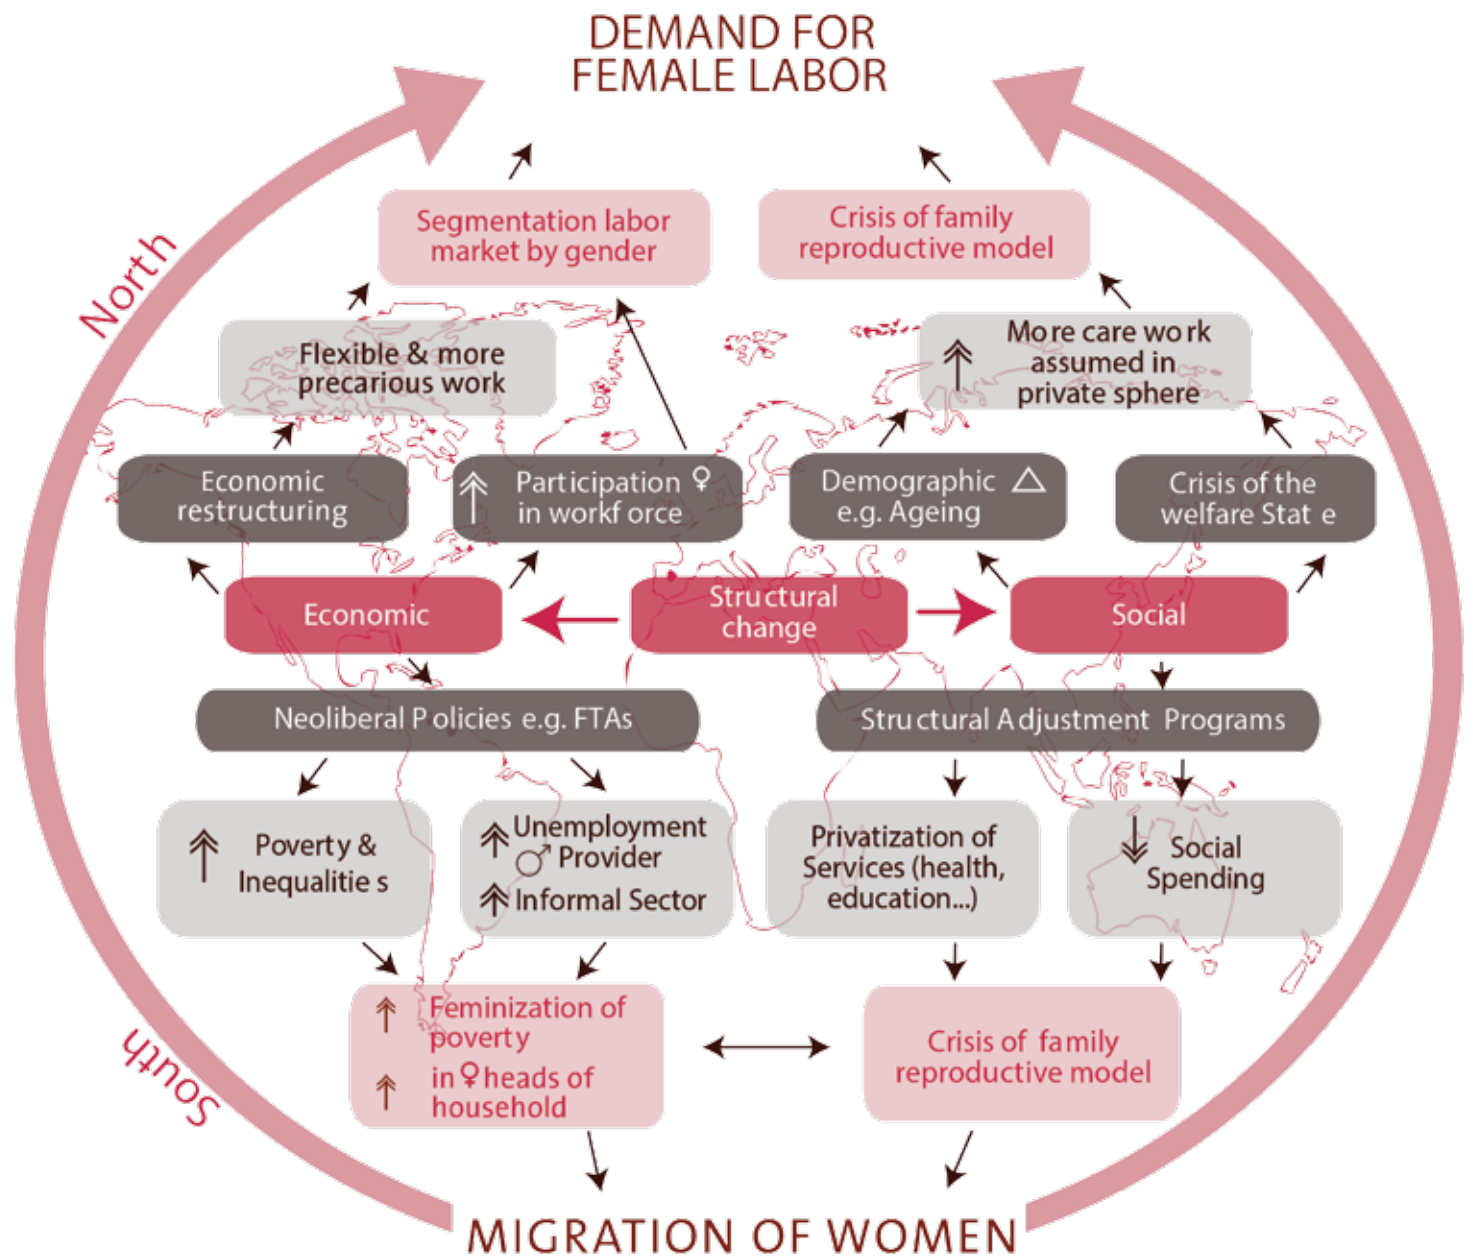 DEMAND FOR
FEMALE LABOR
North
Segmentation labor
market by gender
Crisis of family
reproductive model
Flexible & more
precarious work
More care work
assumed in
private sphere
Economic
restructuring
Participation ♀
in workforce
Demographic △
e.g. Ageing
Crisis of the
welfare Stat e
Economic
Structural
change
Social
Neoliberal Policies e.g. FTAs
Structural Adjustment Programs
Poverty &
Inequalitie s
Unemployment
♂ Provider
Informal Sector
Privatization of
Services (health,
education...)
Social
Spending
South
Feminization of
poverty
in ♀ heads of
household
Crisis of family
reproductive model
MIGRATION OF WOMEN